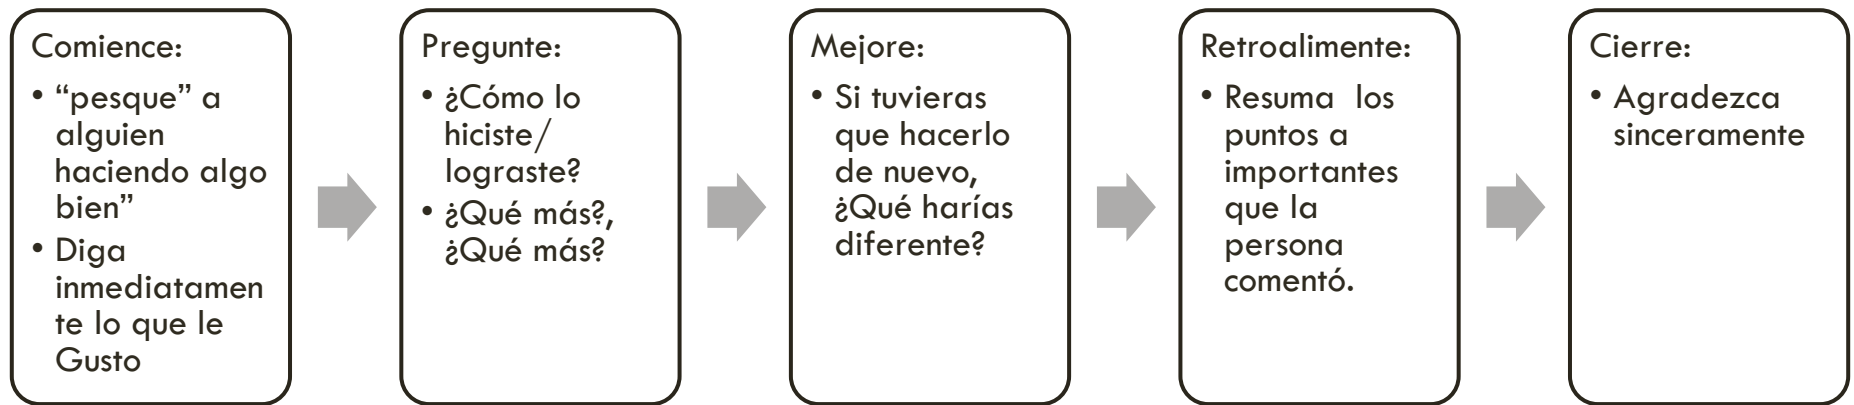 Comience:
• “pesque” a
alguien
haciendo algo
bien”
• Diga
inmediatamen
te lo que le
Gusto
Pregunte:
• ¿Cómo lo
hiciste/
lograste?
• ¿Qué más?,
¿Qué más?
Mejore:
• Si tuvieras
que hacerlo
de nuevo,
¿Qué harías
diferente?
Retroalimente:
• Resuma los
puntos a
importantes
que la
persona
comentó.
Cierre:
• Agradezca
sinceramente